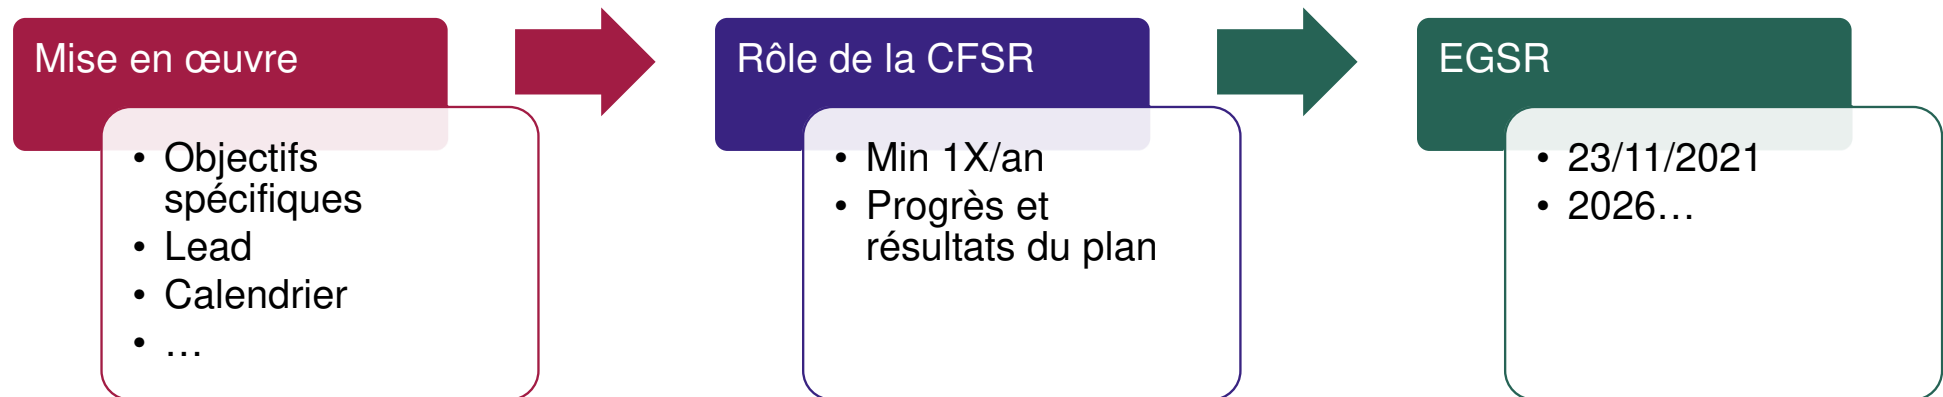 Mise en œuvre
• Objectifs
spécifiques
• Lead
• Calendrier
• …
Rôle de la CFSR
• Min 1X/an
• Progrès et
résultats du plan
EGSR
• 23/11/2021
• 2026…